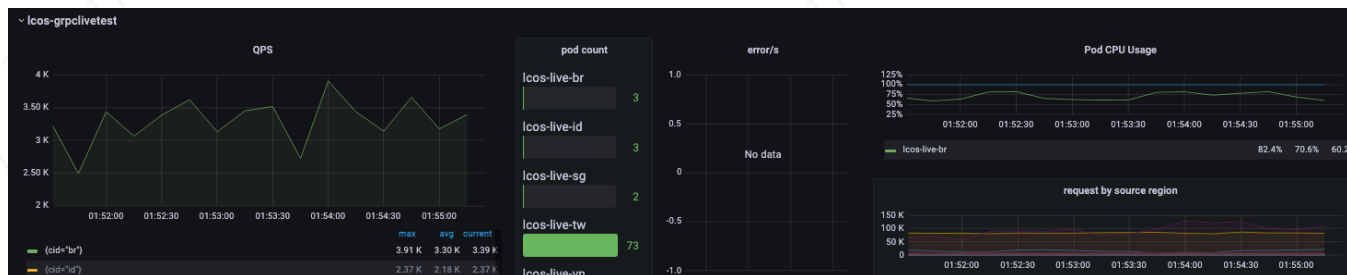 lcos-grpclivetest
QPS
4 K
3.50 K
3 K
2.50 K
2 K
01:52:00 01:52:30 01:53:00 01:53:30 01:54:00 01:54:30 01:55:00
max avg current
{cid="br"} 3.91 K 3.30 K 3.39 K
{cid="id"} 2.37 K 2.18 K 2.37 K
pod count
lcos-live-br
3
lcos-live-id
3
lcos-live-sg
2
lcos-live-tw
73
lcos-live-vn
error/s
1.0
0.5
0
-0.5
-1.0
No data
Pod CPU Usage
125%
100%
75%
50%
25%
01:52:00 01:52:30 01:53:00 01:53:30 01:54:00 01:54:30 01:55:00
lcos-live-br 82.4% 70.6% 60.2
request by source region
150 K
100 K
50 K
0
01:52:00 01:52:30 01:53:00 01:53:30 01:54:00 01:54:30 01:55:00